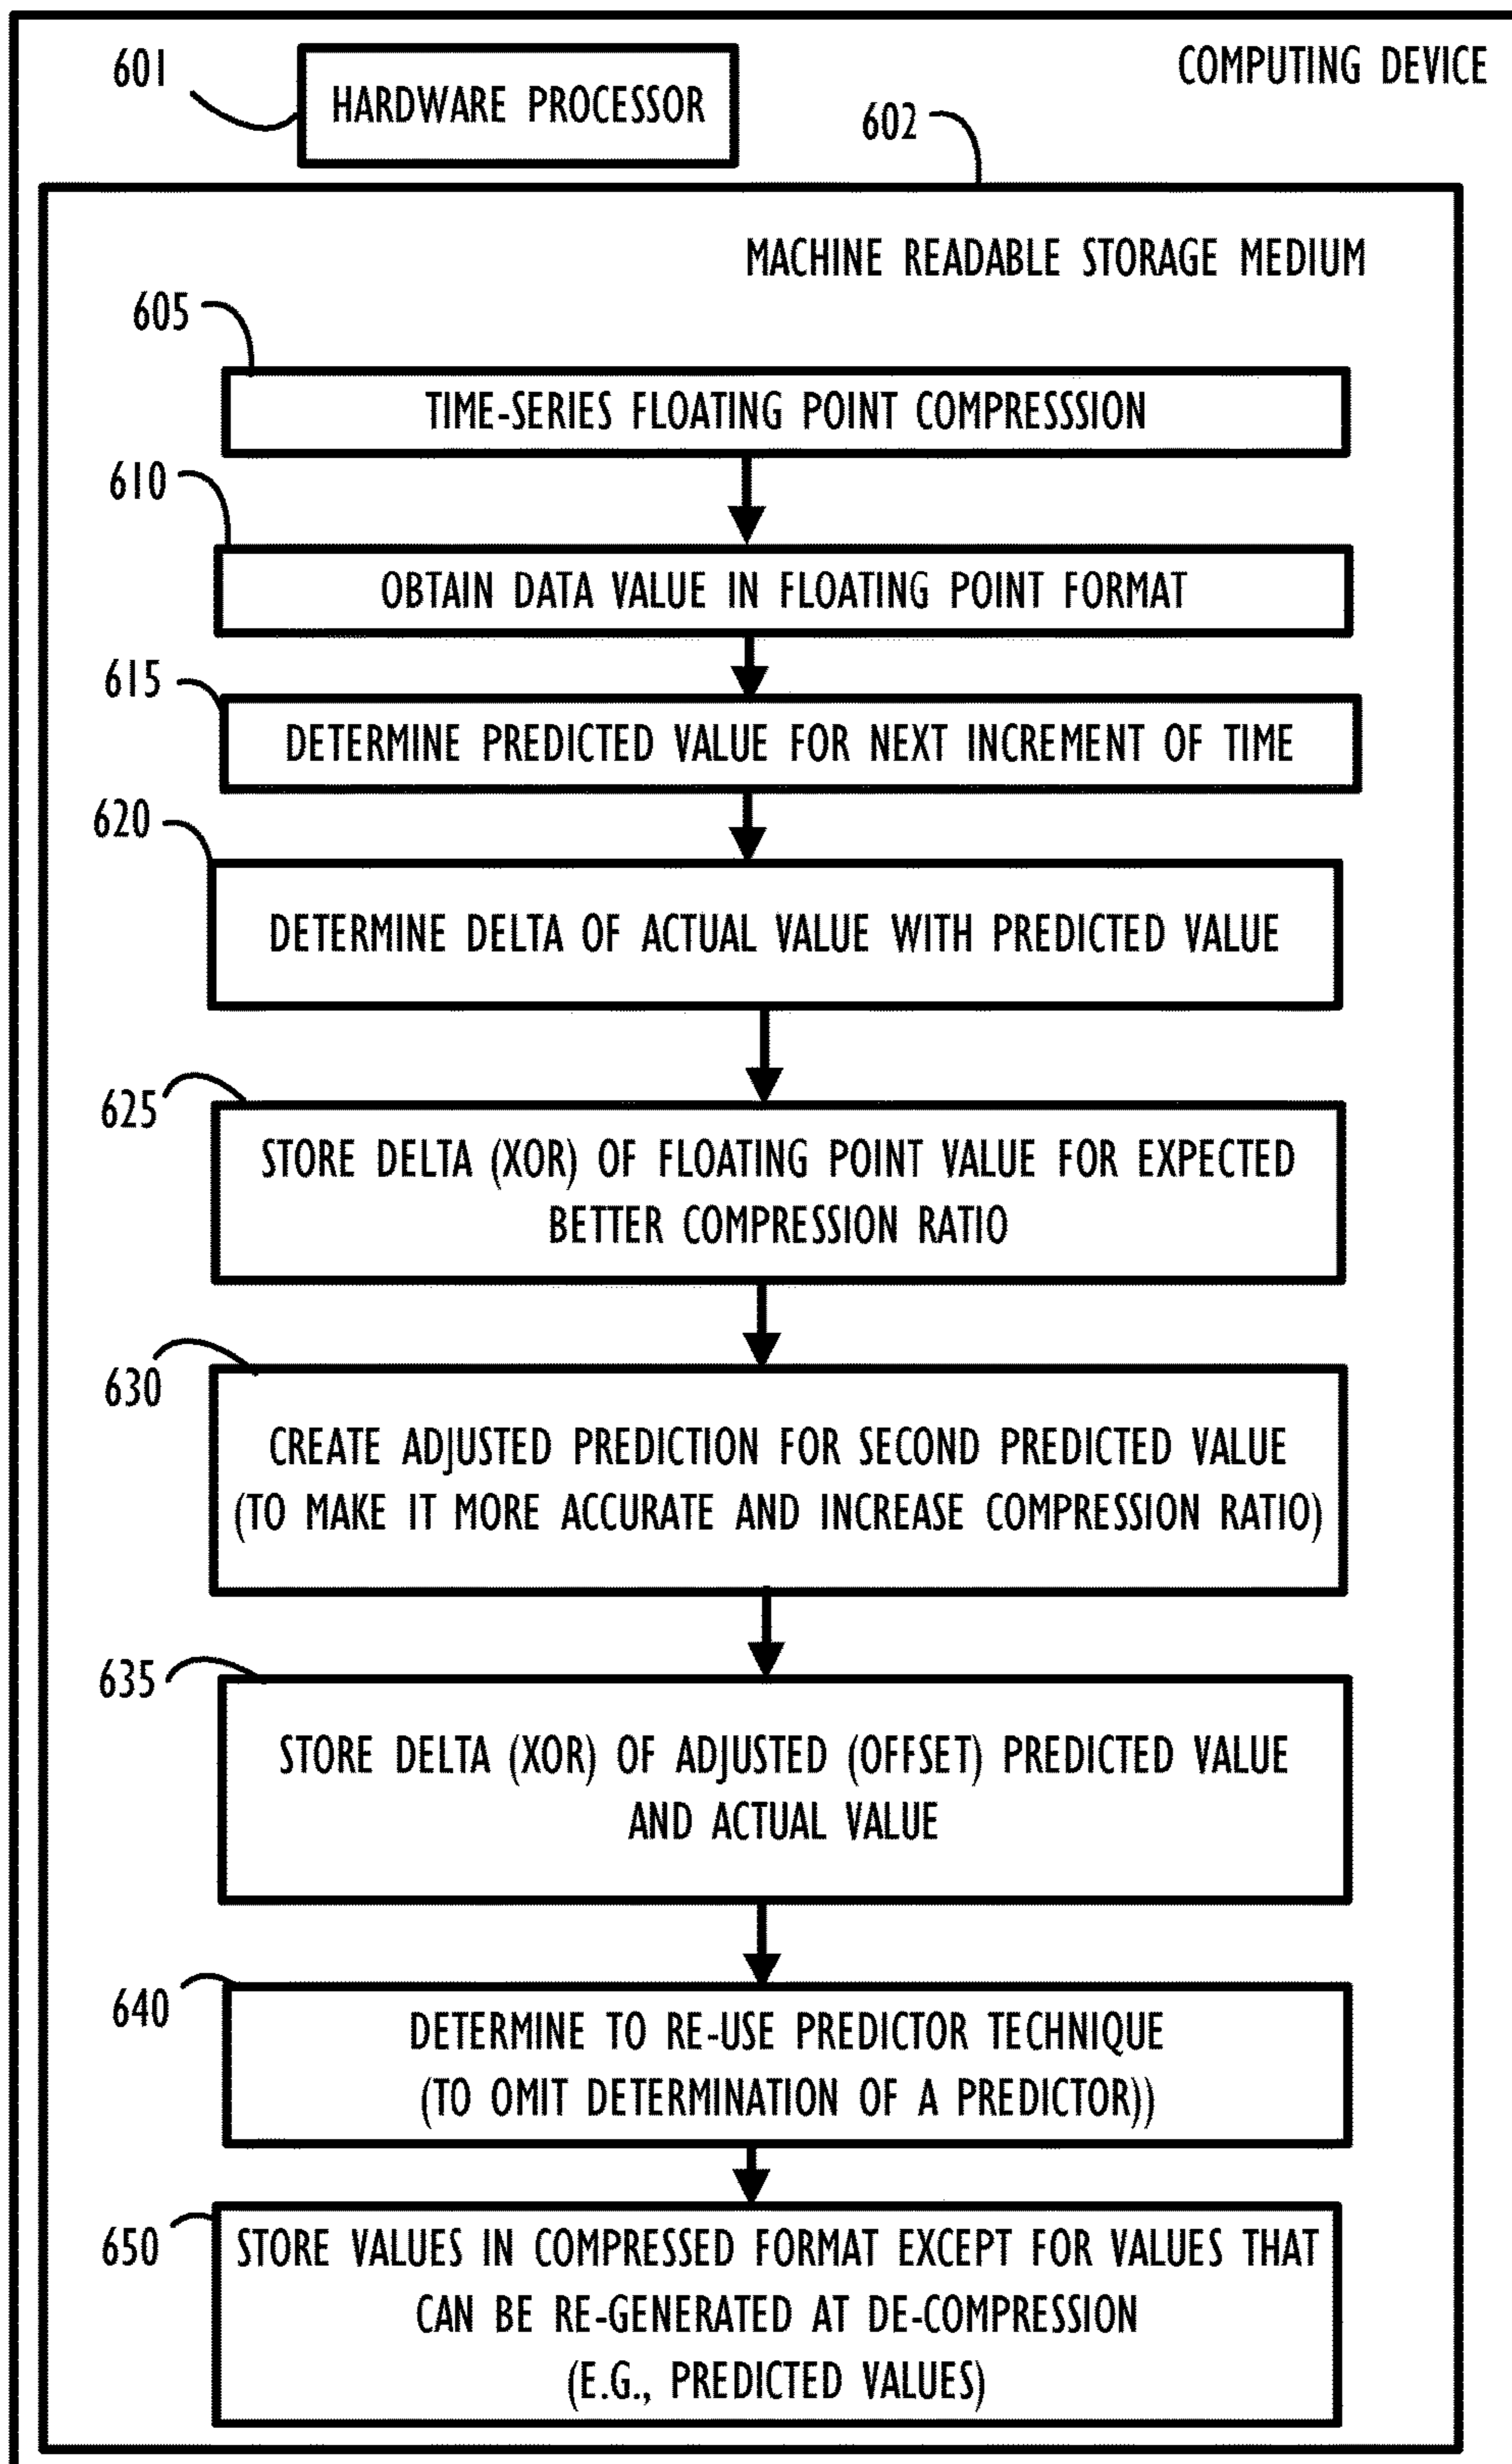 601
HARDWARE PROCESSOR
COMPUTING DEVICE
602
MACHINE READABLE STORAGE MEDIUM
605
TIME-SERIES FLOATING POINT COMPRESSSION
610
OBTAIN DATA VALUE IN FLOATING POINT FORMAT
615
DETERMINE PREDICTED VALUE FOR NEXT INCREMENT OF TIME
620
DETERMINE DELTA OF ACTUAL VALUE WITH PREDICTED VALUE
625
STORE DELTA (XOR) OF FLOATING POINT VALUE FOR EXPECTED
BETTER COMPRESSION RATIO
630
CREATE ADJUSTED PREDICTION FOR SECOND PREDICTED VALUE
(TO MAKE IT MORE ACCURATE AND INCREASE COMPRESSION RATIO)
635
STORE DELTA (XOR) OF ADJUSTED (OFFSET) PREDICTED VALUE
AND ACTUAL VALUE
640
DETERMINE TO RE-USE PREDICTOR TECHNIQUE
(TO OMIT DETERMINATION OF A PREDICTOR))
650
STORE VALUES IN COMPRESSED FORMAT EXCEPT FOR VALUES THAT
CAN BE RE-GENERATED AT DE-COMPRESSION
(E.G., PREDICTED VALUES)